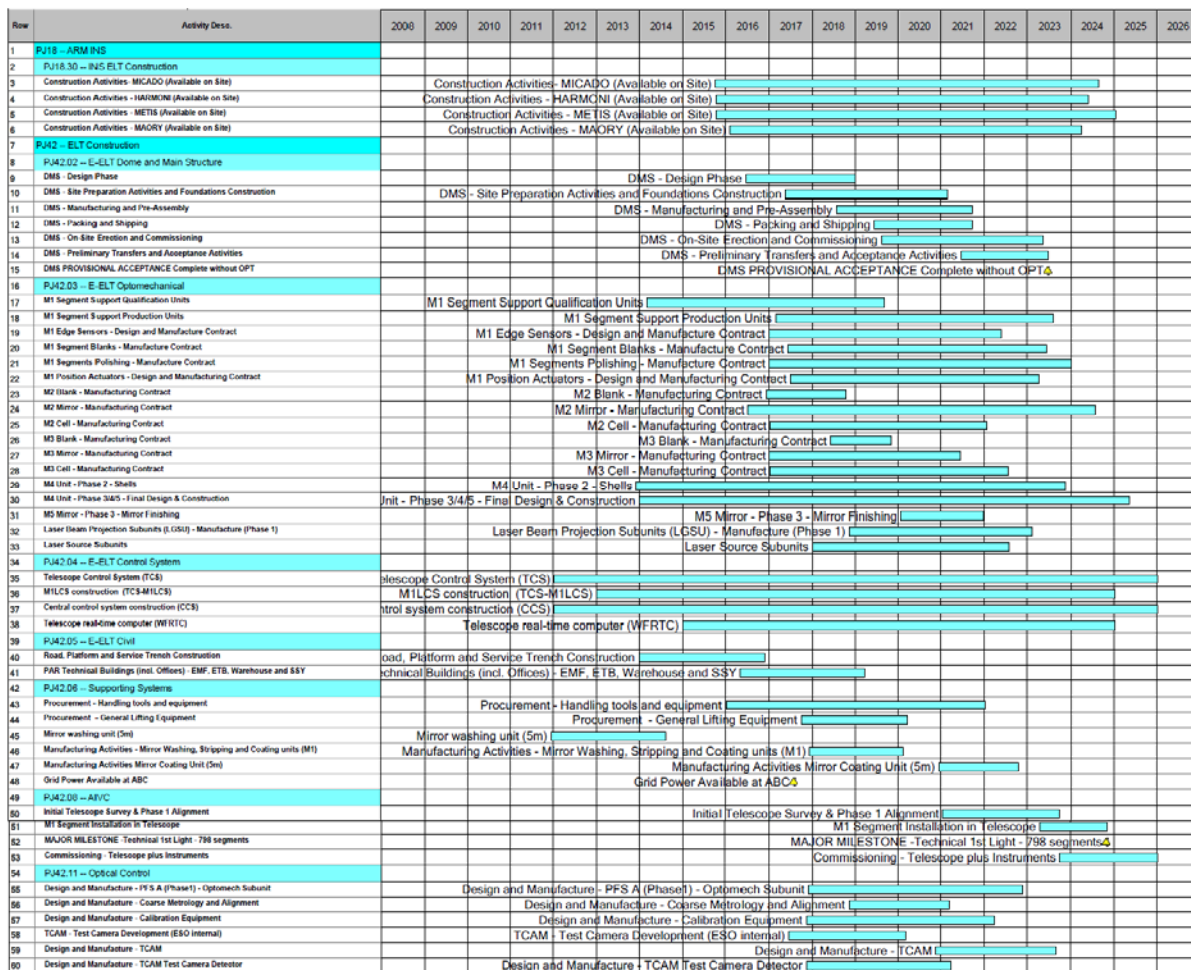 Row Activity Desc. 2008 2009 2010 2011 2012 2013 2014 2015 2016 2017 2018 2019 2020 2021 2022 2023 2024 2025 2026
1 PJ18 -- ARM INS
2 PJ18.30 -- INS ELT Construction
3 Construction Activities- MICADO (Available on Site) Construction Activities- MICADO (Available on Site)
4 Construction Activities - HARMONI (Available on Site) Construction Activities - HARMONI (Available on Site)
5 Construction Activities - METIS (Available on Site) Construction Activities - METIS (Available on Site)
6 Construction Activities - MAORY (Available on Site) Construction Activities - MAORY (Available on Site)
7 PJ42 -- ELT Construction
8 PJ42.02 -- E-ELT Dome and Main Structure
9 DMS - Design Phase DMS - Design Phase
10 DMS - Site Preparation Activities and Foundations Construction DMS - Site Preparation Activities and Foundations Construction
11 DMS - Manufacturing and Pre-Assembly DMS - Manufacturing and Pre-Assembly
12 DMS - Packing and Shipping DMS - Packing and Shipping
13 DMS - On-Site Erection and Commissioning DMS - On-Site Erection and Commissioning
14 DMS - Preliminary Transfers and Acceptance Activities DMS - Preliminary Transfers and Acceptance Activities
15 DMS PROVISIONAL ACCEPTANCE Complete without OPT DMS PROVISIONAL ACCEPTANCE Complete without OPT
16 PJ42.03 -- E-ELT Optomechanical
17 M1 Segment Support Qualification Units M1 Segment Support Qualification Units
18 M1 Segment Support Production Units M1 Segment Support Production Units
19 M1 Edge Sensors - Design and Manufacture Contract M1 Edge Sensors - Design and Manufacture Contract
20 M1 Segment Blanks - Manufacture Contract M1 Segment Blanks - Manufacture Contract
21 M1 Segments Polishing - Manufacture Contract M1 Segments Polishing - Manufacture Contract
22 M1 Position Actuators - Design and Manufacturing Contract M1 Position Actuators - Design and Manufacturing Contract
23 M2 Blank - Manufacturing Contract M2 Blank - Manufacturing Contract
24 M2 Mirror - Manufacturing Contract M2 Mirror - Manufacturing Contract
25 M2 Cell - Manufacturing Contract M2 Cell - Manufacturing Contract
26 M3 Blank - Manufacturing Contract M3 Blank - Manufacturing Contract
27 M3 Mirror - Manufacturing Contract M3 Mirror - Manufacturing Contract
28 M3 Cell - Manufacturing Contract M3 Cell - Manufacturing Contract
29 M4 Unit - Phase 2 - Shells M4 Unit - Phase 2 - Shells
30 M4 Unit - Phase 3/4/5 - Final Design & Construction Unit - Phase 3/4/5 - Final Design & Construction
31 M5 Mirror - Phase 3 - Mirror Finishing M5 Mirror - Phase 3 - Mirror Finishing
32 Laser Beam Projection Subunits (LGSU) - Manufacture (Phase 1) Laser Beam Projection Subunits (LGSU) - Manufacture (Phase 1)
33 Laser Source Subunits Laser Source Subunits
34 PJ42.04 -- E-ELT Control System
35 Telescope Control System (TCS) elescope Control System (TCS)
36 M1LCS construction (TCS-M1LCS) M1LCS construction (TCS-M1LCS)
37 Central control system construction (CCS) ntrol system construction (CCS)
38 Telescope real-time computer (WFRTC) Telescope real-time computer (WFRTC)
39 PJ42.05 -- E-ELT Civil
40 Road, Platform and Service Trench Construction oad, Platform and Service Trench Construction
41 PAR Technical Buildings (incl. Offices) - EMF, ETB, Warehouse and SSY echnical Buildings (incl. Offices) - EMF, ETB, Warehouse and SSY
42 PJ42.06 -- Supporting Systems
43 Procurement - Handling tools and equipment Procurement - Handling tools and equipment
44 Procurement - General Lifting Equipment Procurement - General Lifting Equipment
45 Mirror washing unit (5m) Mirror washing unit (5m)
46 Manufacturing Activities - Mirror Washing, Stripping and Coating units (M1) Manufacturing Activities - Mirror Washing, Stripping and Coating units (M1)
47 Manufacturing Activities Mirror Coating Unit (5m) Manufacturing Activities Mirror Coating Unit (5m)
48 Grid Power Available at ABC Grid Power Available at ABC
49 PJ42.08 -- AIVC
50 Initial Telescope Survey & Phase 1 Alignment Initial Telescope Survey & Phase 1 Alignment
51 M1 Segment Installation in Telescope M1 Segment Installation in Telescope
52 MAJOR MILESTONE -Technical 1st Light - 798 segments MAJOR MILESTONE -Technical 1st Light - 798 segments
53 Commissioning - Telescope plus Instruments Commissioning - Telescope plus Instruments
54 PJ42.11 -- Optical Control
55 Design and Manufacture - PFS A (Phase1) - Optomech Subunit Design and Manufacture - PFS A (Phase1) - Optomech Subunit
56 Design and Manufacture - Coarse Metrology and Alignment Design and Manufacture - Coarse Metrology and Alignment
57 Design and Manufacture - Calibration Equipment Design and Manufacture - Calibration Equipment
58 TCAM - Test Camera Development (ESO internal) TCAM - Test Camera Development (ESO internal)
59 Design and Manufacture - TCAM Design and Manufacture - TCAM
60 Design and Manufacture - TCAM Test Camera Detector Design and Manufacture - TCAM Test Camera Detector